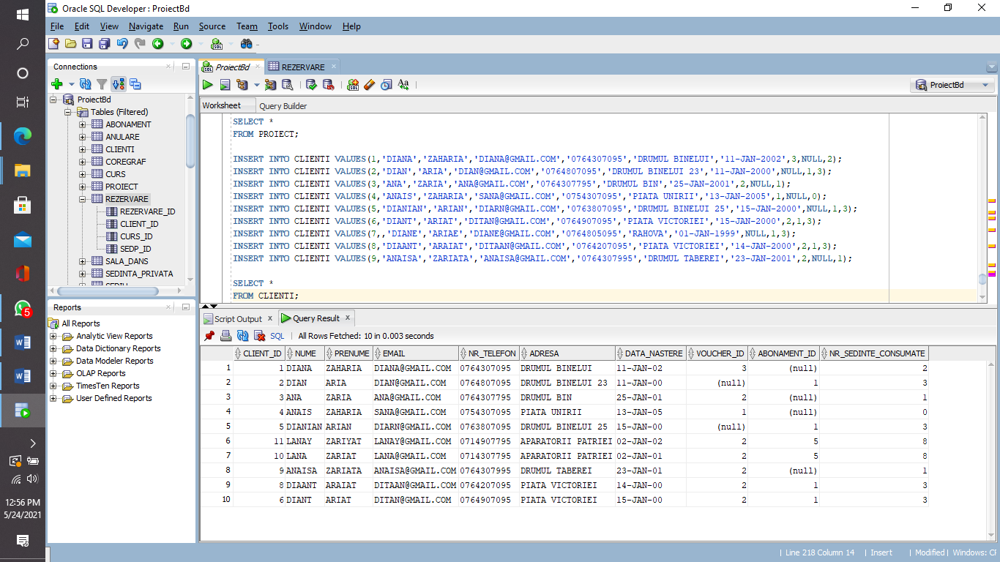 Oracle SQL Developer : ProiectBd
File Edit View Navigate Run Source Team Tools Window Help
Connections
ProiectBd
Tables (Filtered)
ABONAMENT
ANULARE
CLIENTI
COREGRAF
CURS
PROIECT
REZERVARE
REZERVARE_ID
CLIENT_ID
CURS_ID
SEDP_ID
SALA_DANS
SEDINTA_PRIVATA
Reports
All Reports
Analytic View Reports
Data Dictionary Reports
Data Modeler Reports
OLAP Reports
TimesTen Reports
User Defined Reports
ProiectBd REZERVARE
SQL Aa ProiectBd
Worksheet Query Builder
SELECT *
FROM PROIECT;
INSERT INTO CLIENTI VALUES(1,'DIANA','ZAHARIA','DIANA@GMAIL.COM','0764307095','DRUMUL BINELUI','11-JAN-2002',3,NULL,2);
INSERT INTO CLIENTI VALUES(2,'DIAN','ARIA','DIAN@GMAIL.COM','0764807095','DRUMUL BINELUI 23','11-JAN-2000',NULL,1,3);
INSERT INTO CLIENTI VALUES(3,'ANA','ZARIA','ANA@GMAIL.COM','0764307795','DRUMUL BIN','25-JAN-2001',2,NULL,1);
INSERT INTO CLIENTI VALUES(4,'ANAIS','ZAHARIA','SANA@GMAIL.COM','0754307095','PIATA UNIRII','13-JAN-2005',1,NULL,0);
INSERT INTO CLIENTI VALUES(5,'DIANIAN','ARIAN','DIARN@GMAIL.COM','0763807095','DRUMUL BINELUI 25','15-JAN-2000',NULL,1,3);
INSERT INTO CLIENTI VALUES(6,'DIANT','ARIAT','DITAN@GMAIL.COM','0764907095','PIATA VICTORIEI','15-JAN-2000',2,1,3);
INSERT INTO CLIENTI VALUES(7,,'DIANE','ARIAE','DIANE@GMAIL.COM','0764805095','RAHOVA','01-JAN-1999',NULL,1,3);
INSERT INTO CLIENTI VALUES(8,'DIAANT','ARAIAT','DITAAN@GMAIL.COM','0764207095','PIATA VICTORIEI','14-JAN-2000',2,1,3);
INSERT INTO CLIENTI VALUES(9,'ANAISA','ZARIATA','ANAISA@GMAIL.COM','0764307995','DRUMUL TABEREI','23-JAN-2001',2,NULL,1);
SELECT *
FROM CLIENTI;
Script Output x Query Result x
SQL | All Rows Fetched: 10 in 0.003 seconds
CLIENT_ID NUME PRENUME EMAIL NR_TELEFON ADRESA DATA_NASTERE VOUCHER_ID ABONAMENT_ID NR_SEDINTE_CONSUMATE
1 1 DIANA ZAHARIA DIANA@GMAIL.COM 0764307095 DRUMUL BINELUI 11-JAN-02 3 (null) 2
2 2 DIAN ARIA DIAN@GMAIL.COM 0764807095 DRUMUL BINELUI 23 11-JAN-00 (null) 1 3
3 3 ANA ZARIA ANA@GMAIL.COM 0764307795 DRUMUL BIN 25-JAN-01 2 (null) 1
4 4 ANAIS ZAHARIA SANA@GMAIL.COM 0754307095 PIATA UNIRII 13-JAN-05 1 (null) 0
5 5 DIANIAN ARIAN DIARN@GMAIL.COM 0763807095 DRUMUL BINELUI 25 15-JAN-00 (null) 1 3
6 11 LANAY ZARIYAT LANAY@GMAIL.COM 0714907795 APARATORII PATRIEI 02-JAN-02 2 5 8
7 10 LANA ZARIAT LANA@GMAIL.COM 0714307795 APARATORII PATRIEI 02-JAN-01 2 5 8
8 9 ANAISA ZARIATA ANAISA@GMAIL.COM 0764307995 DRUMUL TABEREI 23-JAN-01 2 (null) 1
9 8 DIAANT ARAIAT DITAAN@GMAIL.COM 0764207095 PIATA VICTORIEI 14-JAN-00 2 1 3
10 6 DIANT ARIAT DITAN@GMAIL.COM 0764907095 PIATA VICTORIEI 15-JAN-00 2 1 3
| Line 218 Column 14 | Insert | Modified | Windows: CF
5
12:56 PM
5/24/2021